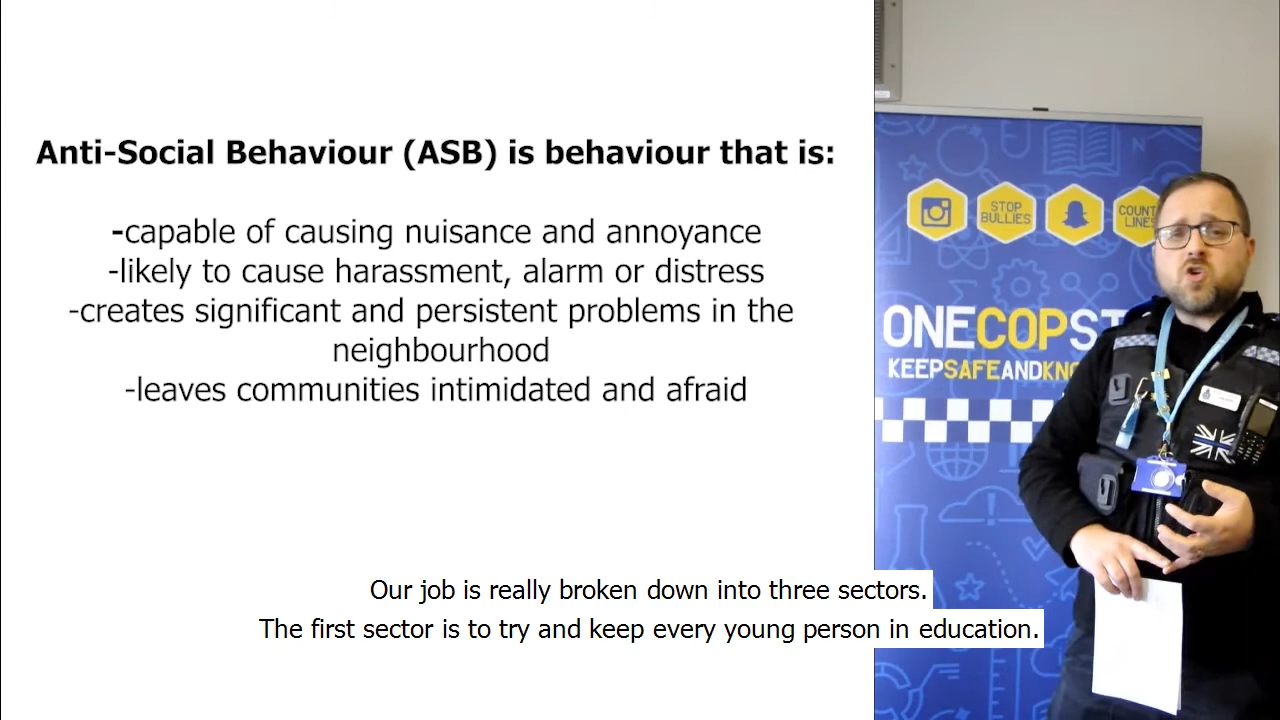 Anti-Social Behaviour (ASB) is behaviour that is:
-capable of causing nuisance and annoyance
-likely to cause harassment, alarm or distress
-creates significant and persistent problems in the
neighbourhood
-leaves communities intimidated and afraid
STOP
BULLIES
COUNT
LINES
ONECOPST
KEEPSAFEANDKNO
Our job is really broken down into three sectors.
The first sector is to try and keep every young person in education.